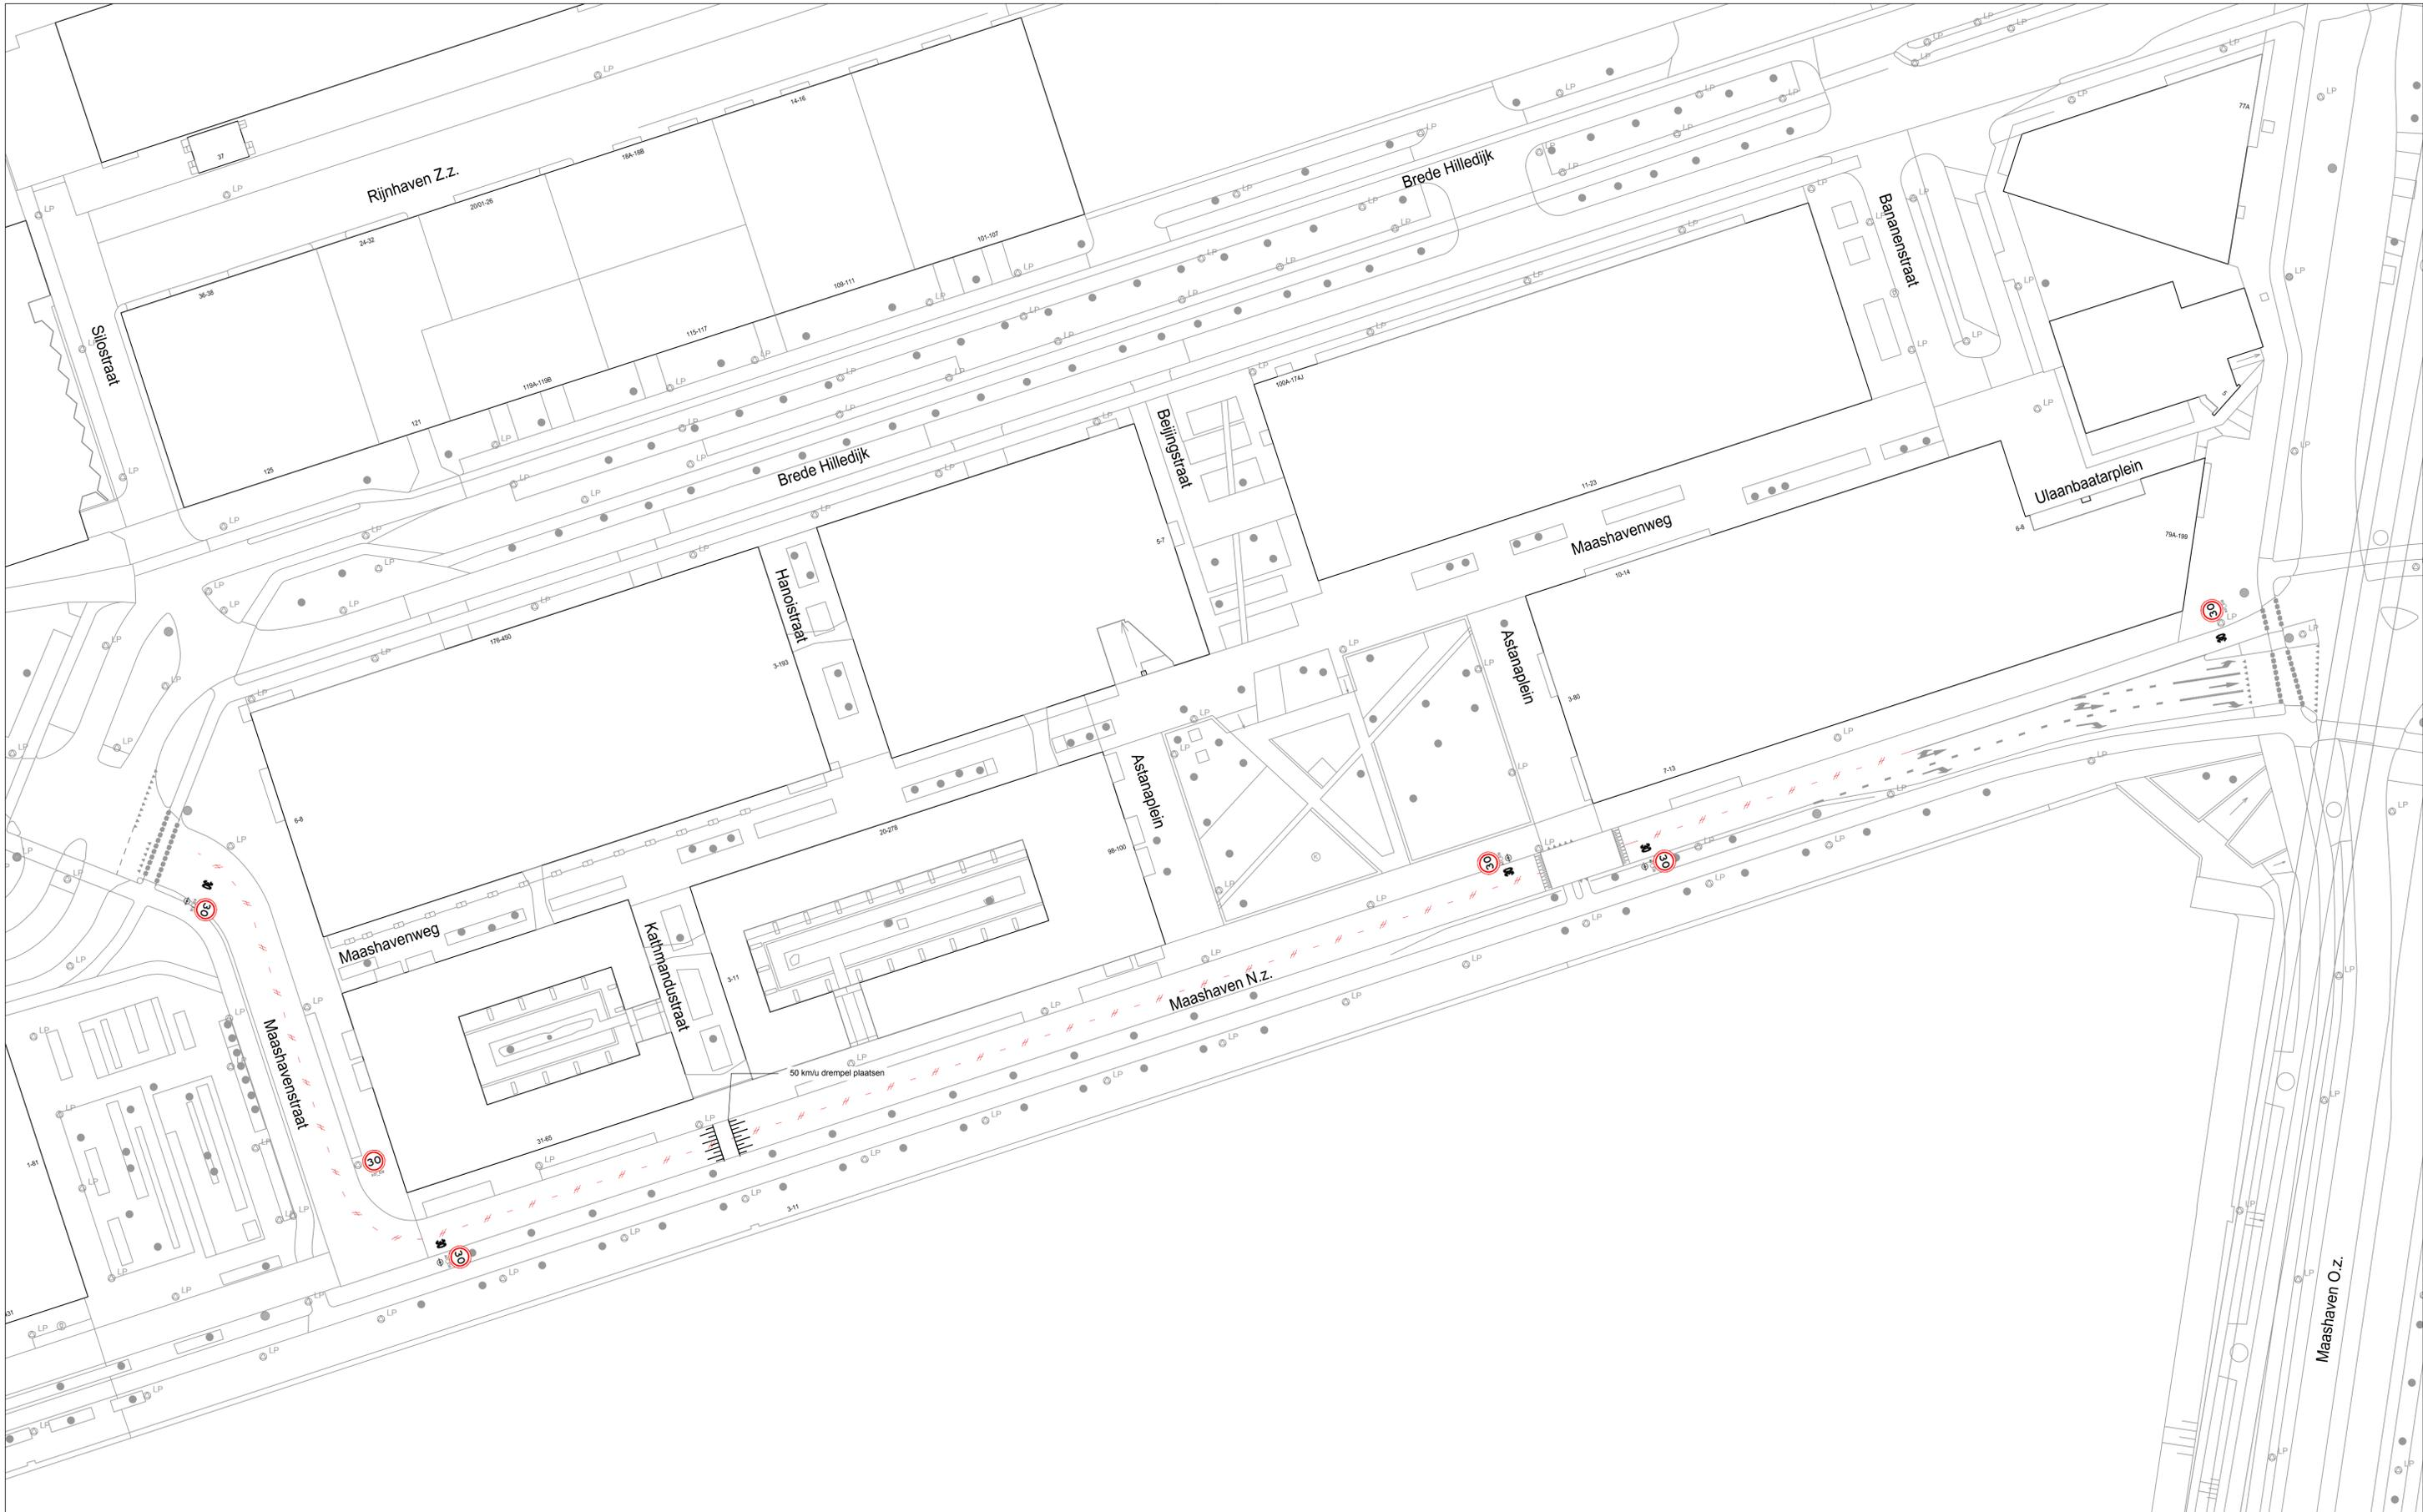 37
Rijnhaven Z.z.
14-16
18A-18B
20/01-26
24-32
36-38
Silostraat
101-107
109-111
115-117
119A-119B
121
125
Brede Hilledijk
Brede Hilledijk
77A
Bananenstraat
100A-174J
Beijingstraat
11-23
Maashavenweg
10-14
5
Ulaanbaatarplein
6-8
79A-199
5-7
Hanoistraat
3-193
176-450
6-8
Maashavenweg
20-278
Astanaplein
98-100
Astanaplein
3-80
7-13
30
30
30
30
Kathmandustraat
3-11
Maashaven N.z.
Maashavenstraat
50 km/u drempel plaatsen
31-65
30
30
3-11
1-81
Maashaven O.z.
LP